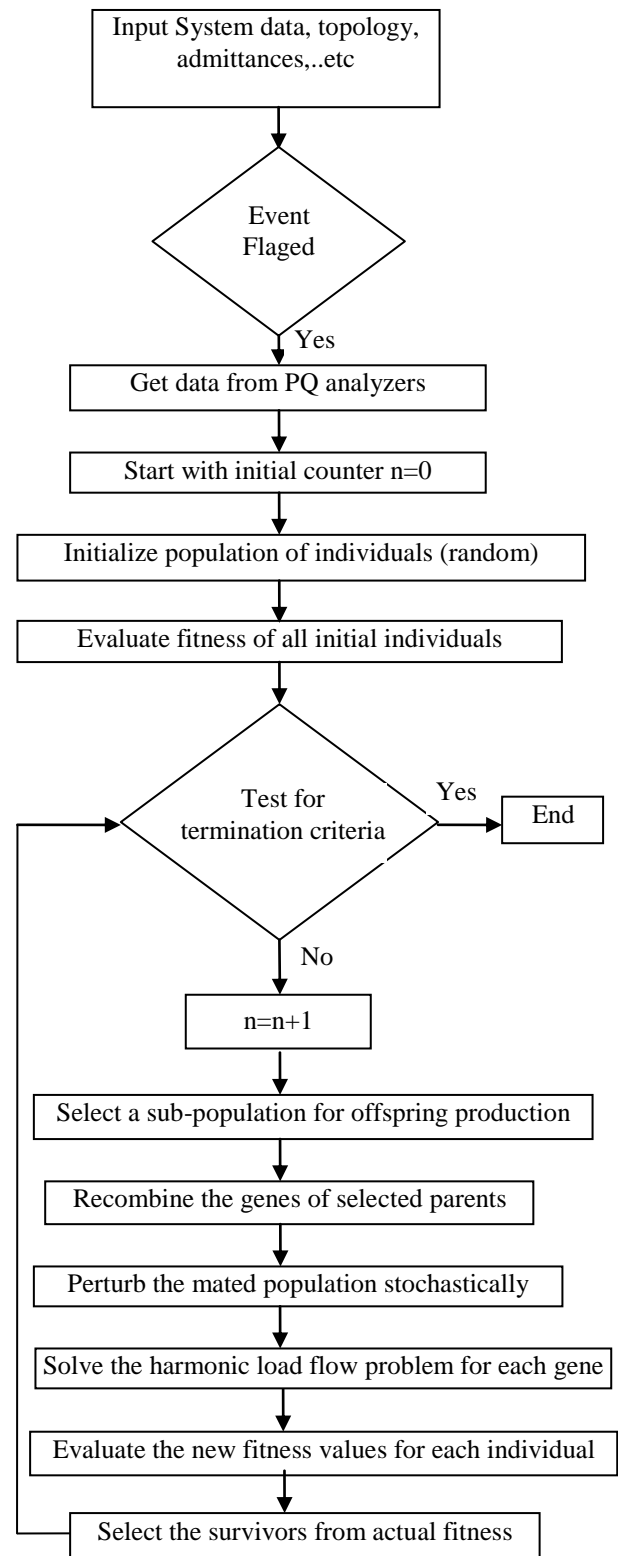 Input System data, topology,
admittances,..etc
Event
Flaged
Yes
Get data from PQ analyzers
Start with initial counter n=0
Initialize population of individuals (random)
Evaluate fitness of all initial individuals
Test for
termination criteria
Yes
End
No
n=n+1
Select a sub-population for offspring production
Recombine the genes of selected parents
Perturb the mated population stochastically
Solve the harmonic load flow problem for each gene
Evaluate the new fitness values for each individual
Select the survivors from actual fitness